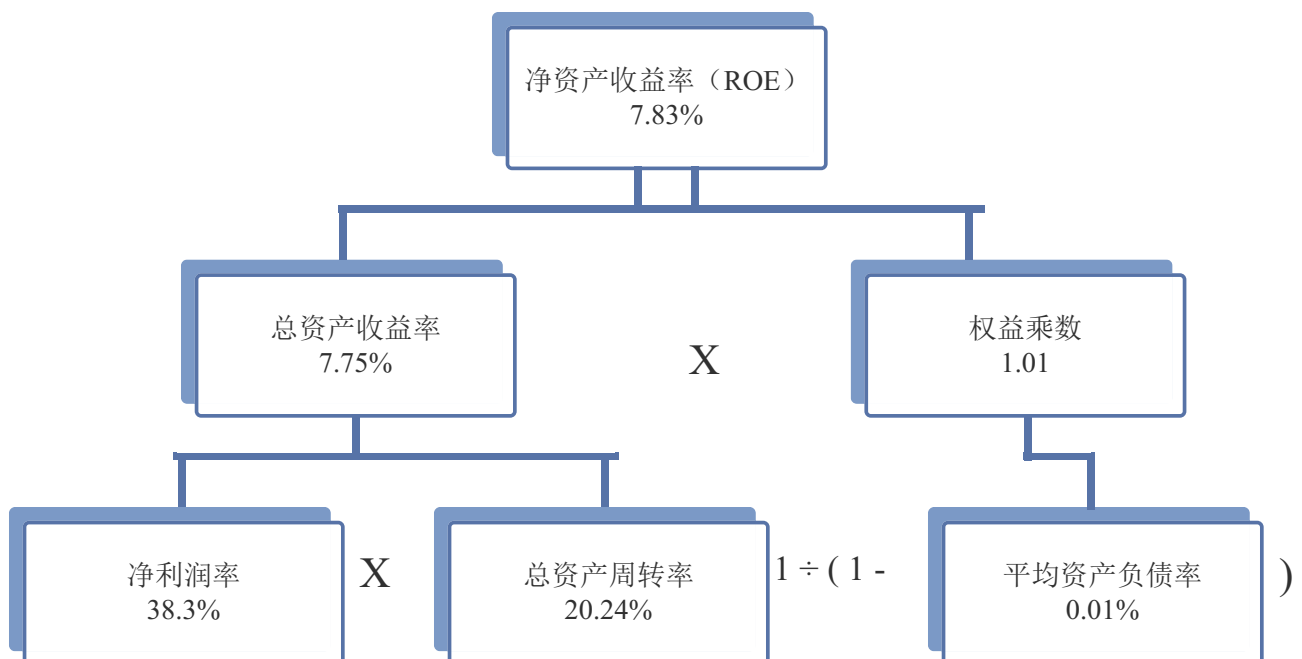 净资产收益率（ROE）
7.83%
总资产收益率
7.75%
X
权益乘数
1.01
净利润率
38.3%
X
总资产周转率
20.24%
1 ÷ ( 1 -
平均资产负债率
0.01%
)